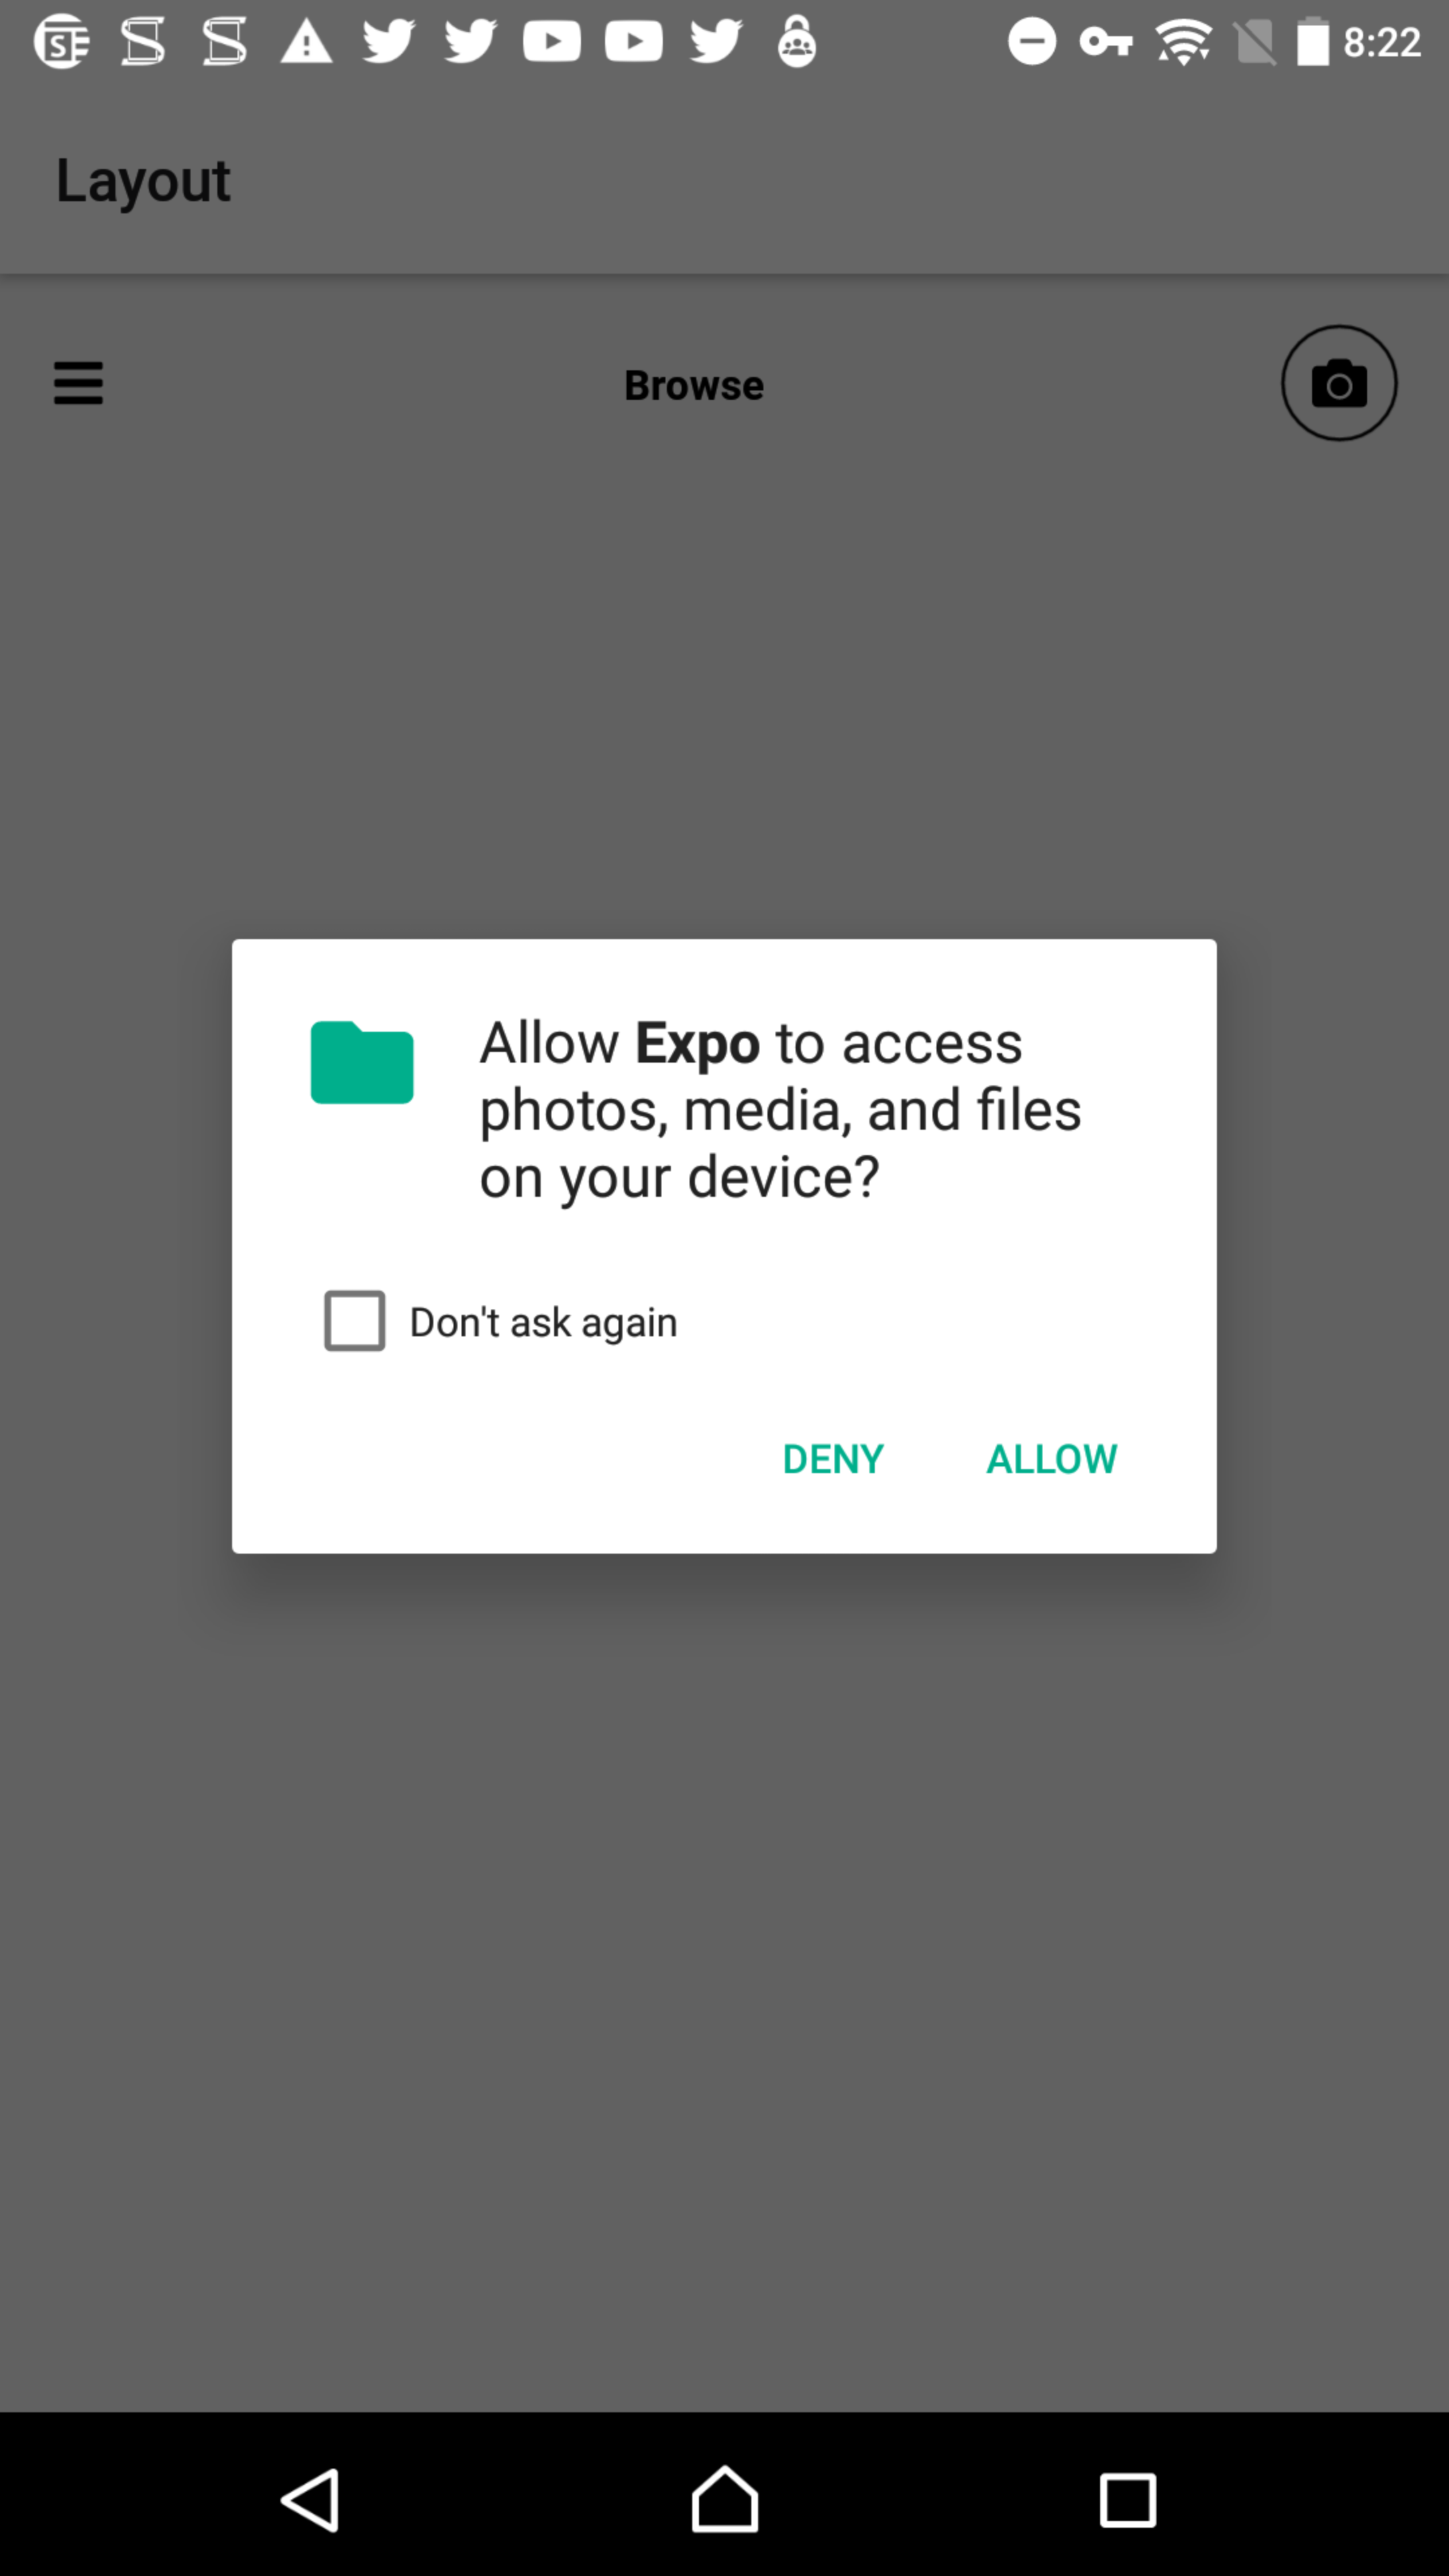 8:22
Layout
Browse
Allow Expo to access
photos, media, and files
on your device?
Don't ask again
DENY ALLOW